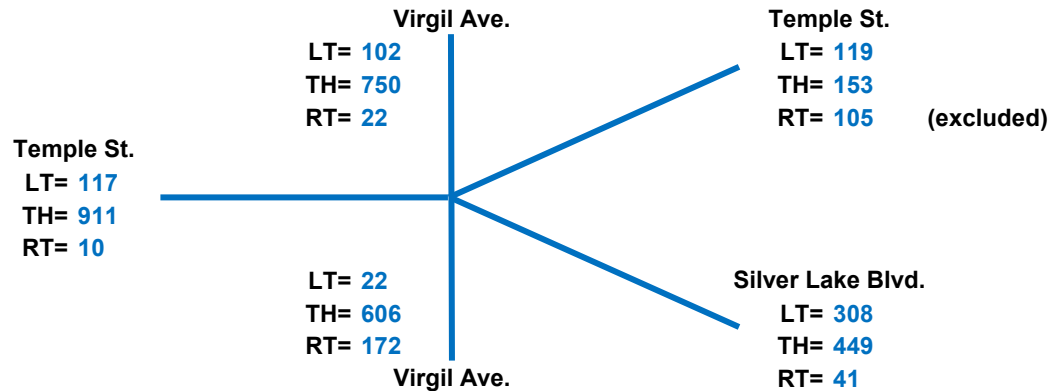 Virgil Ave.
LT= 102
TH= 750
RT= 22
Temple St.
LT= 119
TH= 153
RT= 105 (excluded)
Temple St.
LT= 117
TH= 911
RT= 10
LT= 22
TH= 606
RT= 172
Virgil Ave.
Silver Lake Blvd.
LT= 308
TH= 449
RT= 41